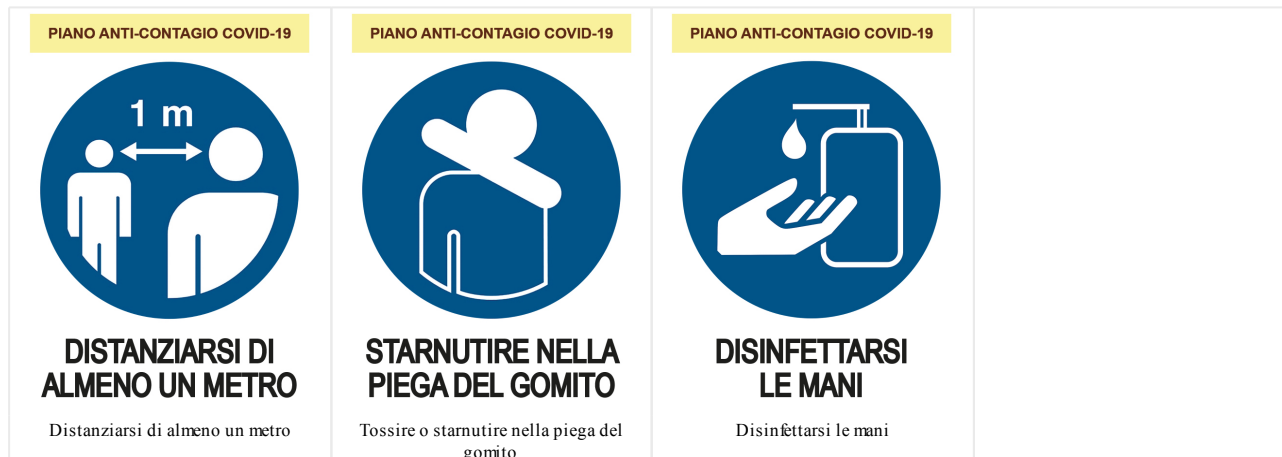 PIANO ANTI-CONTAGIO COVID-19
1 m
DISTANZIARSI DI
ALMENO UN METRO
Distanziarsi di almeno un metro
PIANO ANTI-CONTAGIO COVID-19
STARNUTIRE NELLA
PIEGA DEL GOMITO
Tossire o starnutire nella piega del
gomito
PIANO ANTI-CONTAGIO COVID-19
DISINFETTARSI
LE MANI
Disinfettarsi le mani